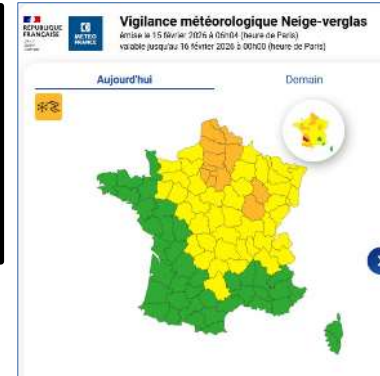 RÉPUBLIQUE
FRANÇAISE
METEO
FRANCE
Vigilance météorologique Neige-verglas
émise le 15 février 2026 à 06h04 (heure de Paris)
valable jusqu'au 16 février 2026 à 00h00 (heure de Paris)
Aujourd'hui
Demain